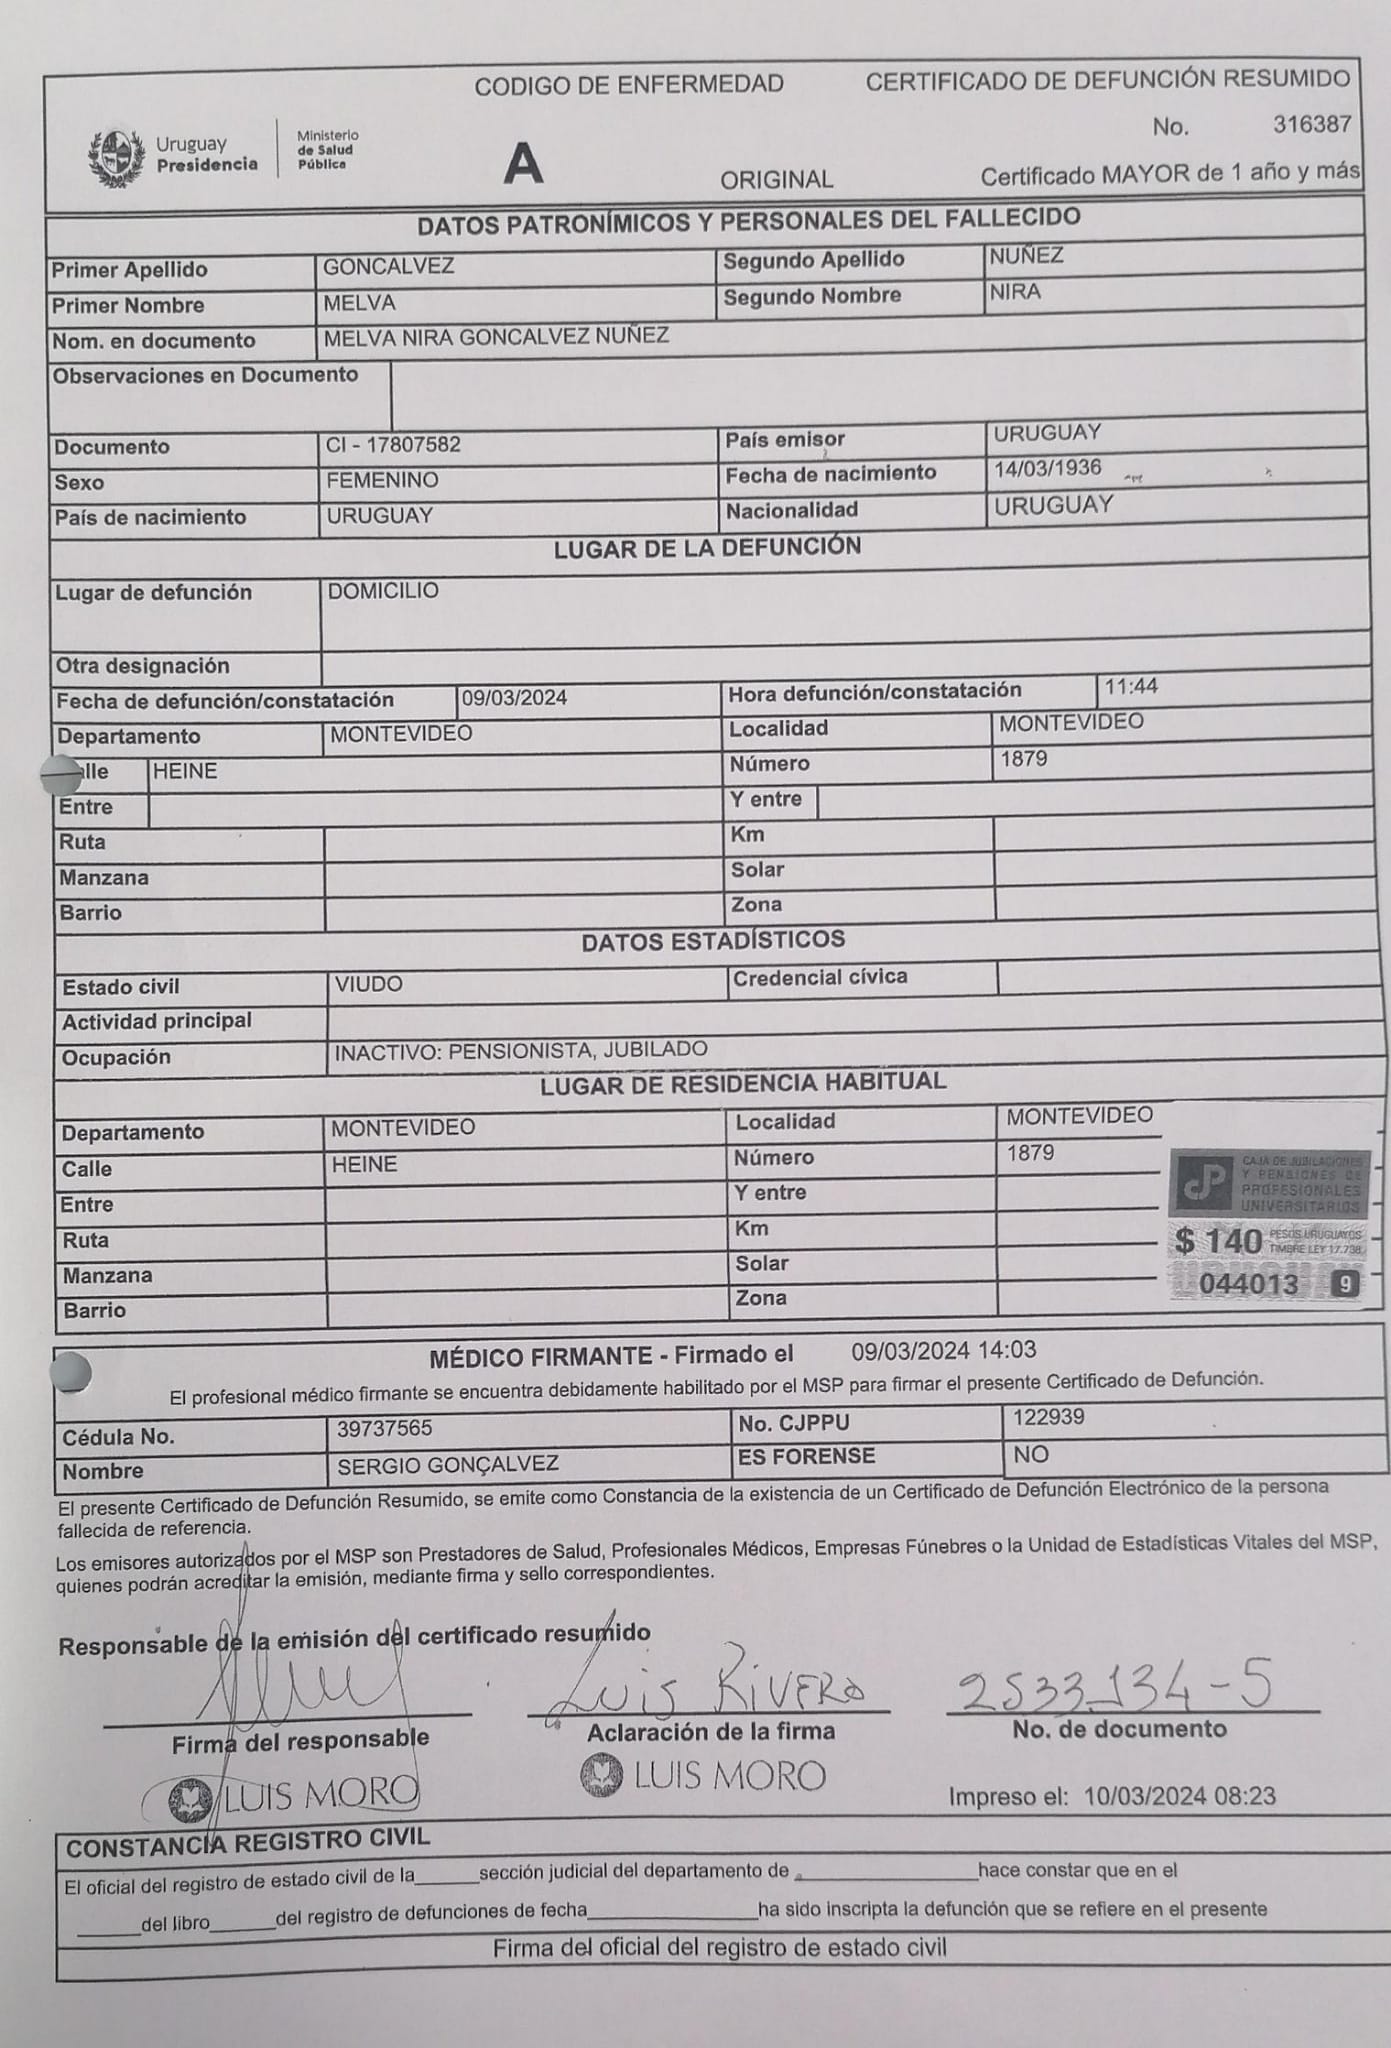 CODIGO DE ENFERMEDAD CERTIFICADO DE DEFUNCIÓN RESUMIDO
Uruguay Presidencia Ministerio de Salud Pública
A
No. 316387
ORIGINAL Certificado MAYOR de 1 año y más
DATOS PATRONÍMICOS Y PERSONALES DEL FALLECIDO
Primer Apellido GONCALVEZ Segundo Apellido NUÑEZ
Primer Nombre MELVA Segundo Nombre NIRA
Nom. en documento MELVA NIRA GONCALVEZ NUÑEZ
Observaciones en Documento
Documento CI - 17807582 País emisor URUGUAY
Sexo FEMENINO Fecha de nacimiento 14/03/1936
País de nacimiento URUGUAY Nacionalidad URUGUAY
LUGAR DE LA DEFUNCIÓN
Lugar de defunción DOMICILIO
Otra designación
Fecha de defunción/constatación 09/03/2024 Hora defunción/constatación 11:44
Departamento MONTEVIDEO Localidad MONTEVIDEO
lle HEINE Número 1879
Entre Y entre
Ruta Km
Manzana Solar
Barrio Zona
DATOS ESTADÍSTICOS
Estado civil VIUDO Credencial cívica
Actividad principal
Ocupación INACTIVO: PENSIONISTA, JUBILADO
LUGAR DE RESIDENCIA HABITUAL
Departamento MONTEVIDEO Localidad MONTEVIDEO
Calle HEINE Número 1879
Entre Y entre
Ruta Km
Manzana Solar
Barrio Zona
CAJA DE JUBILACIONES
Y PENSIONES DE
PROFESIONALES
UNIVERSITARIOS
$ 140 PESOS URUGUAYOS
TIMBRE LEY 17.738
044013 9
MÉDICO FIRMANTE - Firmado el 09/03/2024 14:03
El profesional médico firmante se encuentra debidamente habilitado por el MSP para firmar el presente Certificado de Defunción.
Cédula No. 39737565 No. CJPPU 122939
Nombre SERGIO GONÇALVEZ ES FORENSE NO
El presente Certificado de Defunción Resumido, se emite como Constancia de la existencia de un Certificado de Defunción Electrónico de la persona
fallecida de referencia.
Los emisores autorizados por el MSP son Prestadores de Salud, Profesionales Médicos, Empresas Fúnebres o la Unidad de Estadísticas Vitales del MSP,
quienes podrán acreditar la emisión, mediante firma y sello correspondientes.
Responsable de la emisión del certificado resumido
Luis RiVERO 2533.134-5
Firma del responsable Aclaración de la firma No. de documento
LUIS MORO LUIS MORO
Impreso el: 10/03/2024 08:23
CONSTANCIA REGISTRO CIVIL
El oficial del registro de estado civil de la______sección judicial del departamento de __________________hace constar que en el
______del libro______del registro de defunciones de fecha________________ha sido inscripta la defunción que se refiere en el presente
Firma del oficial del registro de estado civil